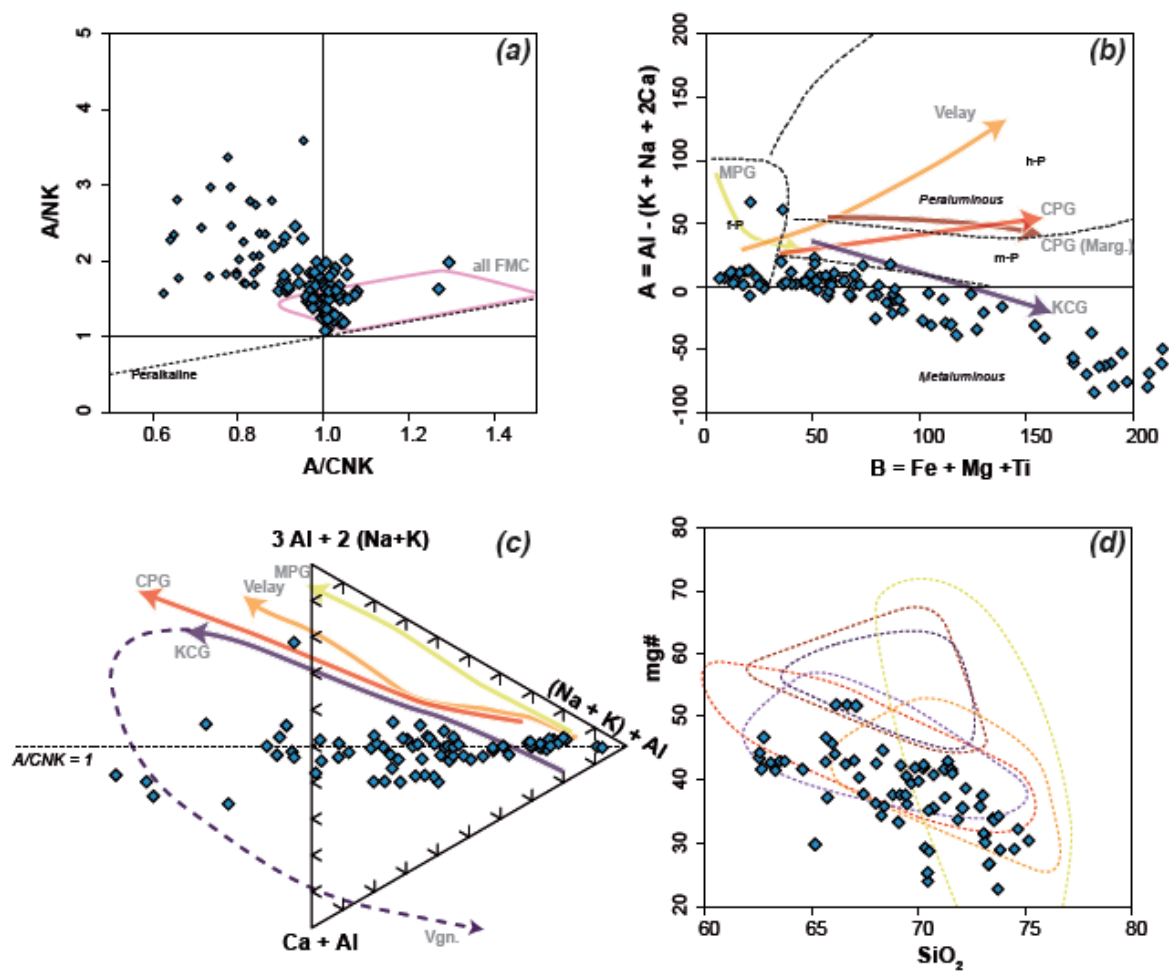 (a)
5
4
3
2
1
0
A/NK
all FMC
Peralkaline
0.6
0.8
1.0
1.2
1.4
A/CNK
(b)
200
150
100
50
0
-50
-100
A = Al - (K + Na + 2Ca)
Velay
MPG
h-P
Peraluminous
CPG
f-P
CPG (Marg.)
m-P
KCG
Metaluminous
0
50
100
150
200
B = Fe + Mg +Ti
(c)
3 Al + 2 (Na+K)
MPG
CPG
Velay
KCG
(Na + K) + Al
A/CNK = 1
Ca + Al
Vgn.
(d)
80
70
60
50
40
30
20
mg#
60
65
70
75
80
SiO₂